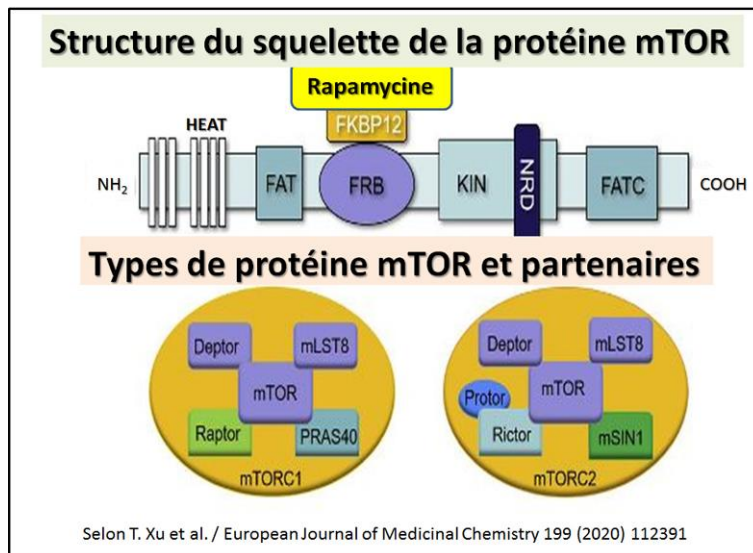 Structure du squelette de la protéine mTOR
Rapamycine
FKBP12
HEAT
NH2
FAT
FRB
KIN
NRD
FATC
COOH
Types de protéine mTOR et partenaires
Deptor
mLST8
mTOR
Raptor
PRAS40
mTORC1
Deptor
mLST8
mTOR
Protor
Rictor
mSIN1
mTORC2
Selon T. Xu et al. / European Journal of Medicinal Chemistry 199 (2020) 112391